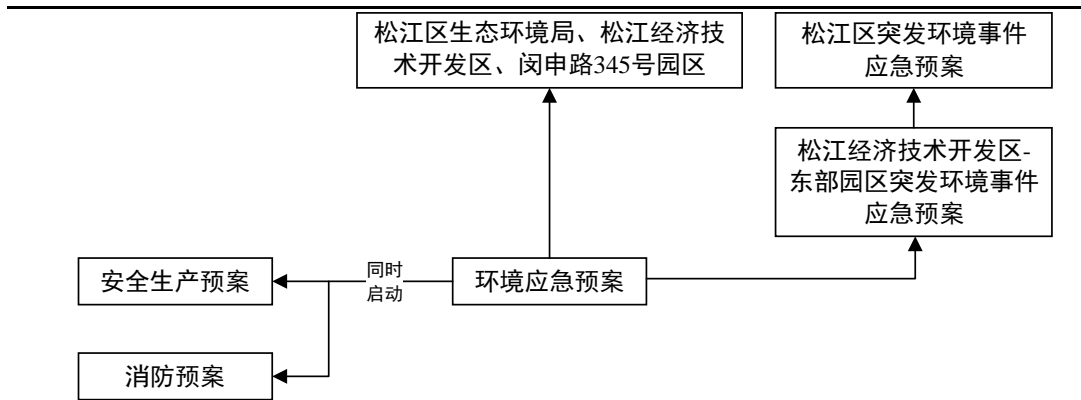 松江区生态环境局、松江经济技
术开发区、闵申路345号园区
松江区突发环境事件
应急预案
松江经济技术开发区-
东部园区突发环境事件
应急预案
安全生产预案
同时
启动
环境应急预案
消防预案